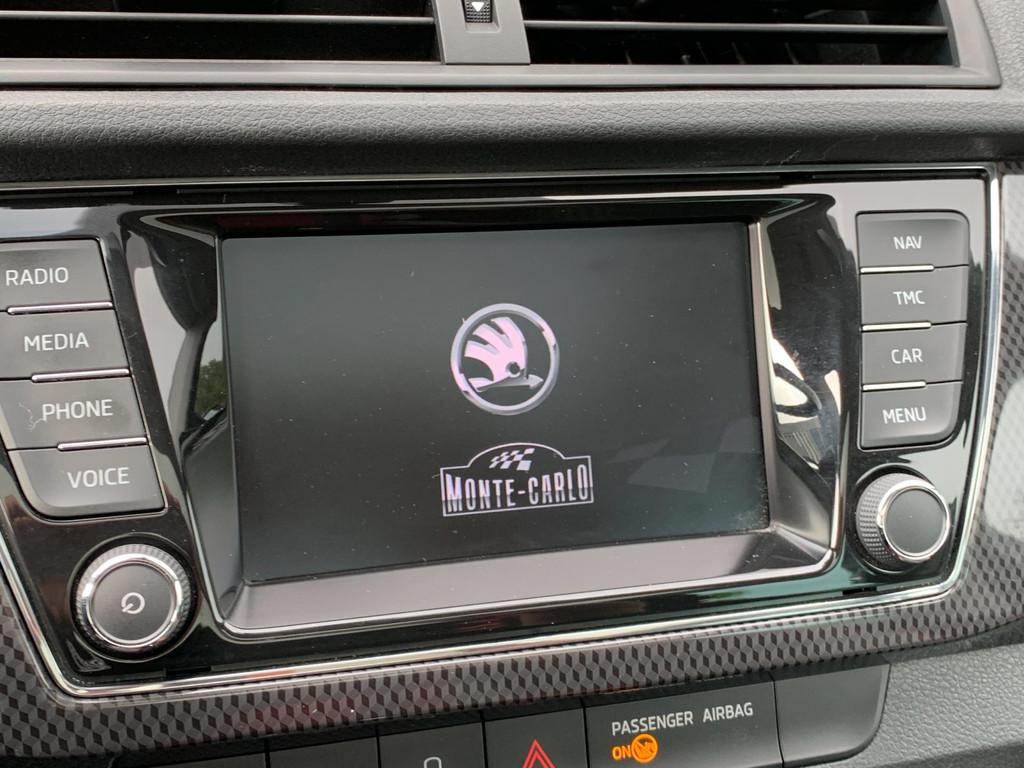 RADIO
MEDIA
PHONE
VOICE
MONTE-CARLO
NAV
TMC
CAR
MENU
PASSENGER AIRBAG
ON